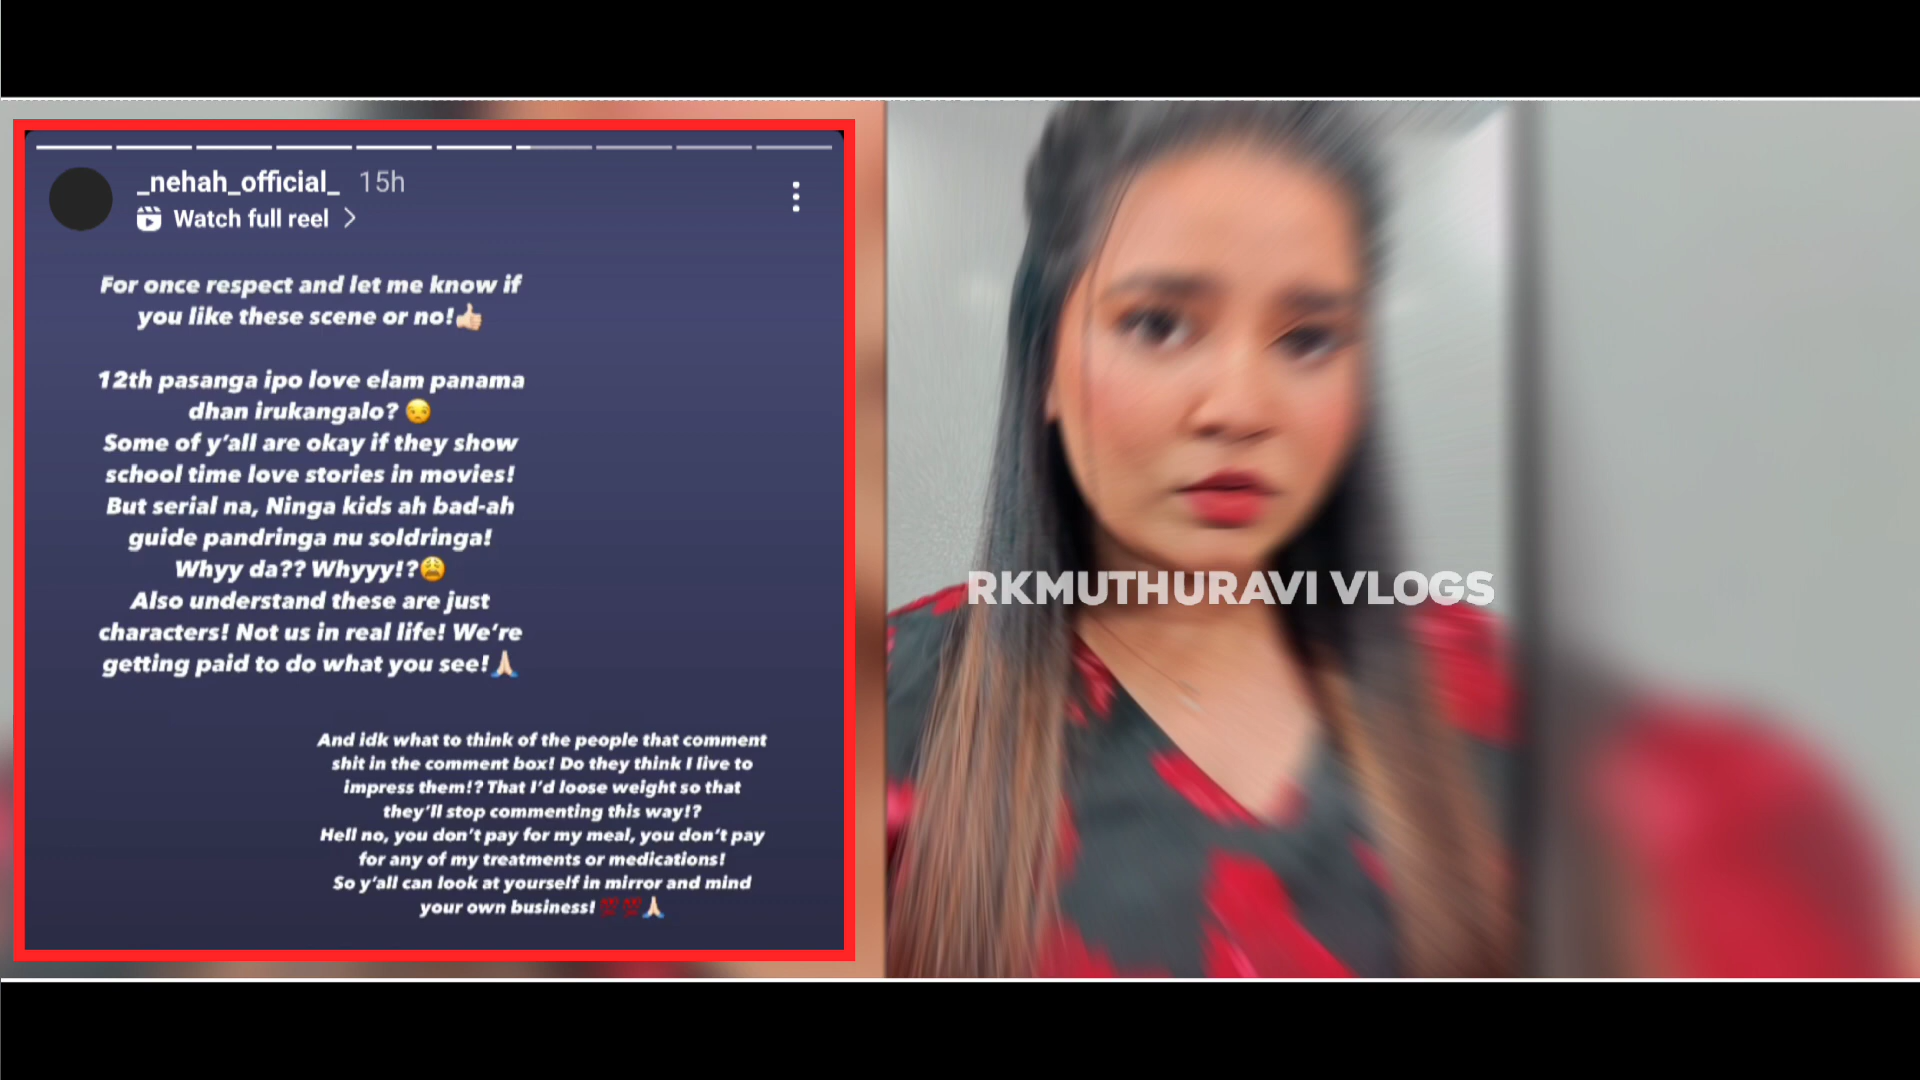 _nehah_official_ 15h
Watch full reel
For once respect and let me know if
you like these scene or no!👍🏻
12th pasanga ipo love elam panama
dhan irukangalo? 😒
Some of y'all are okay if they show
school time love stories in movies!
But serial na, Ninga kids ah bad-ah
guide pandringa nu soldringa!
Whyy da?? Whyyy!?😩
Also understand these are just
characters! Not us in real life! We're
getting paid to do what you see!🙏🏻
And idk what to think of the people that comment
shit in the comment box! Do they think I live to
impress them!? That I'd loose weight so that
they'll stop commenting this way!?
Hell no, you don't pay for my meal, you don't pay
for any of my treatments or medications!
So y'all can look at yourself in mirror and mind
your own business! 💯💯🙏🏻
RKMUTHURAVI VLOGS